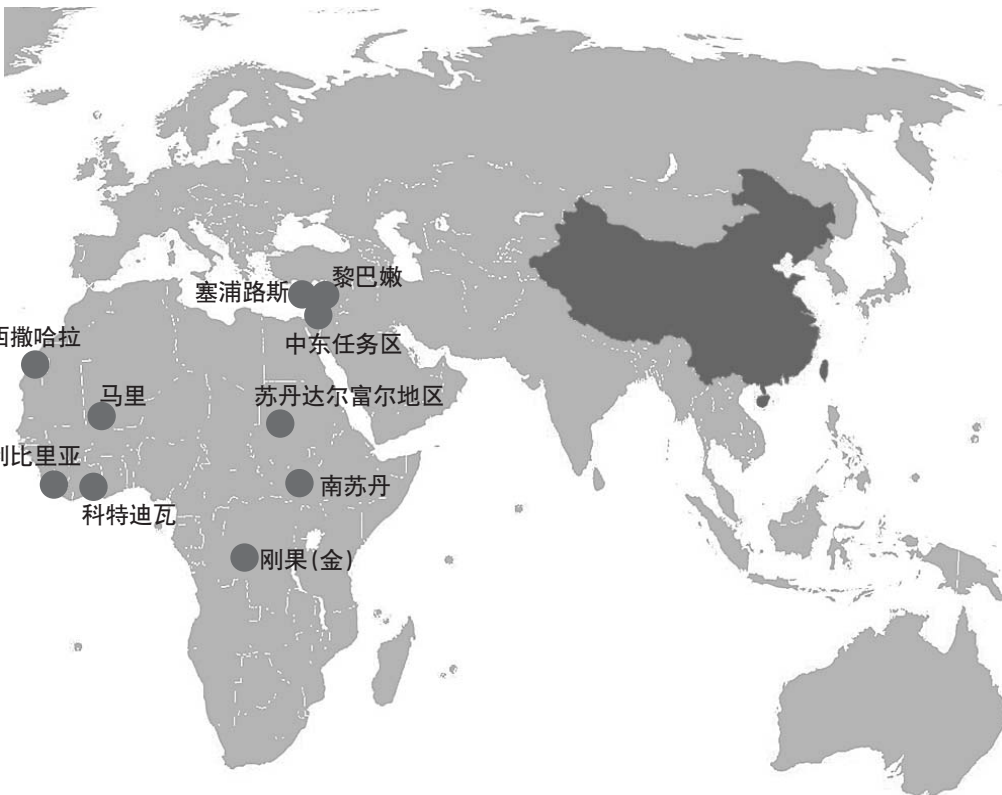 黎巴嫩
塞浦路斯
中东任务区
西撒哈拉
马里
苏丹达尔富尔地区
利比里亚
南苏丹
科特迪瓦
刚果(金)